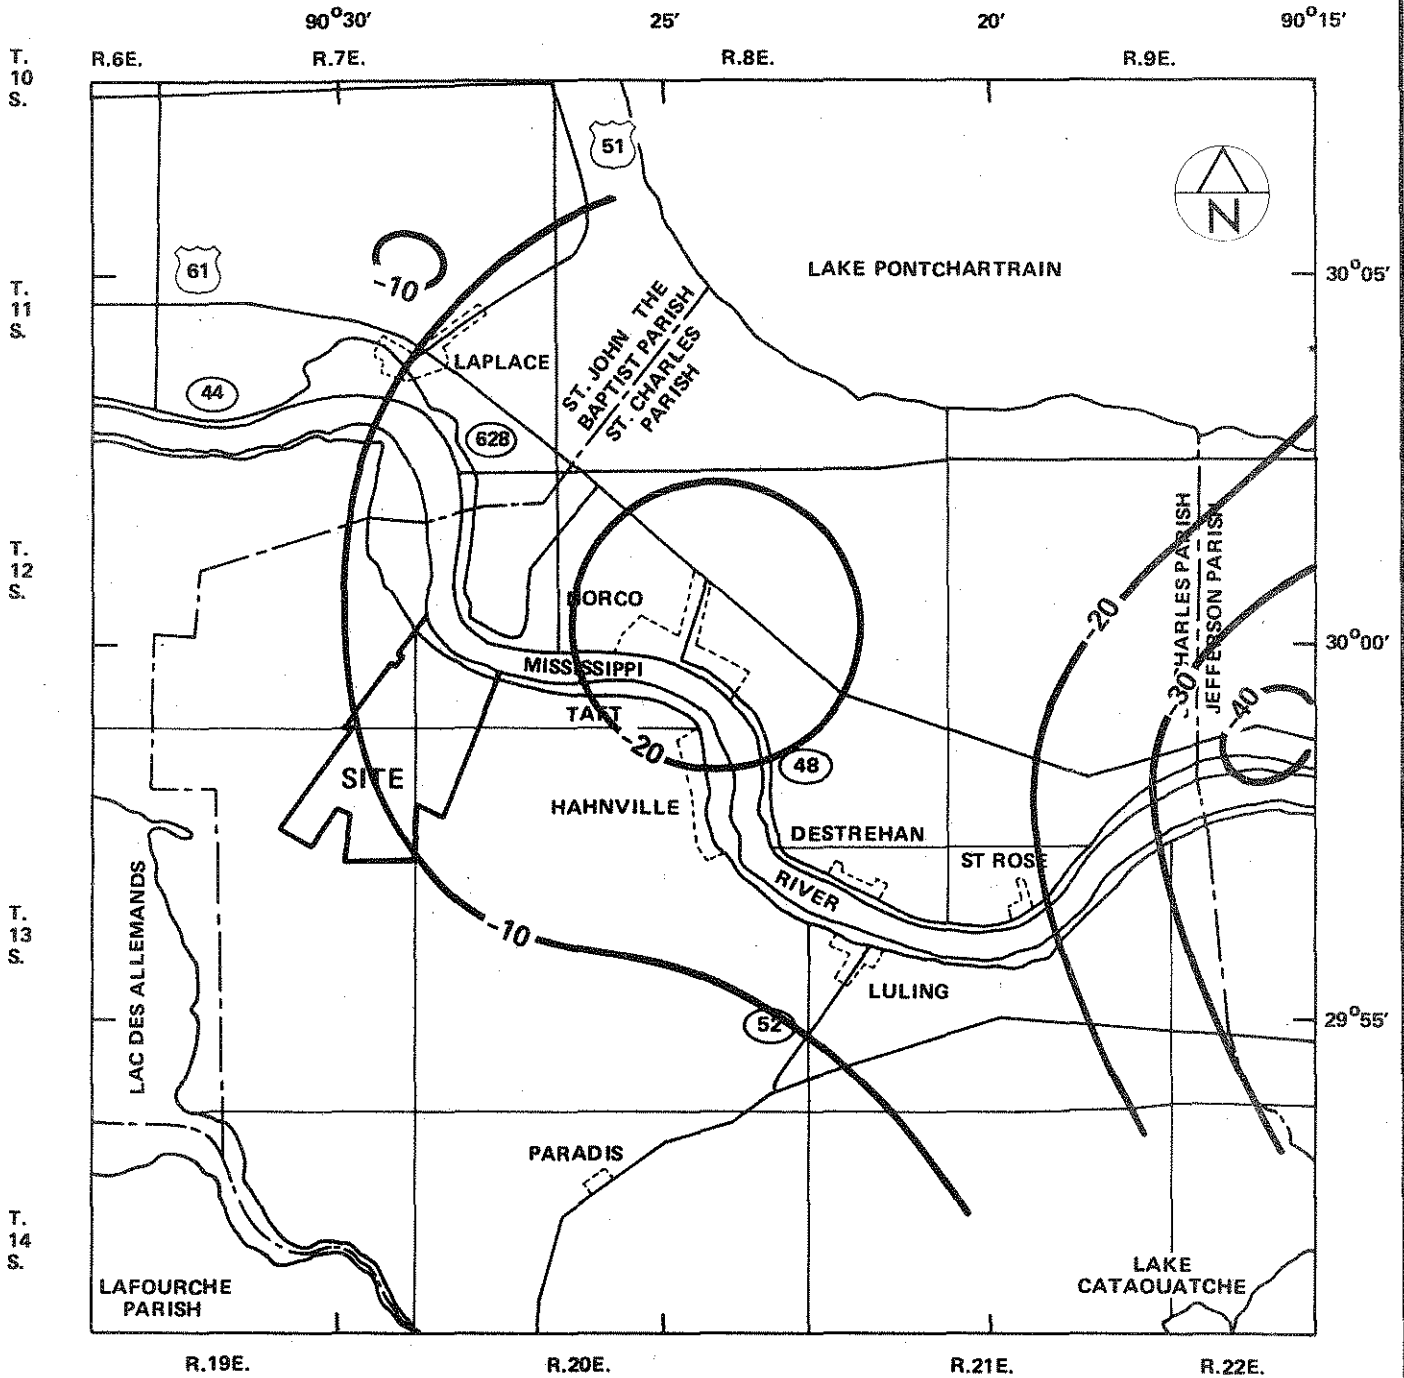 90°30' 25' 20' 90°15'
T. 10 S.
R.6E. R.7E. R.8E. R.9E.
51
N
61
LAKE PONTCHARTRAIN
30°05'
-10
T. 11 S.
ST. JOHN THE
BAPTIST PARISH
ST. CHARLES
PARISH
LAPLACE
44
628
T. 12 S.
CHARLES PARISH
JEFFERSON PARISH
NORCO
-20
30°00'
MISSISSIPPI
TAFT
-30
-40
-20
SITE
48
HAHNVILLE
DESTREHAN
ST ROSE
RIVER
LAC DES ALLEMANDS
T. 13 S.
-10
LULING
52
29°55'
PARADIS
T. 14 S.
LAKE
CATAOUATCHE
LAFOURCHE
PARISH
R.19E. R.20E. R.21E. R.22E.